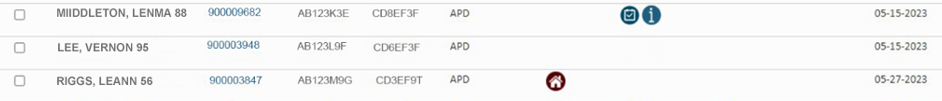 MIIDDLETON, LENMA 88 900009682 AB123K3E CD8EF3F APD 05-15-2023
LEE, VERNON 95 900003948 AB123L9F CD6EF3F APD 05-15-2023
RIGGS, LEANN 56 900003847 AB123M9G CD3EF9T APD 05-27-2023